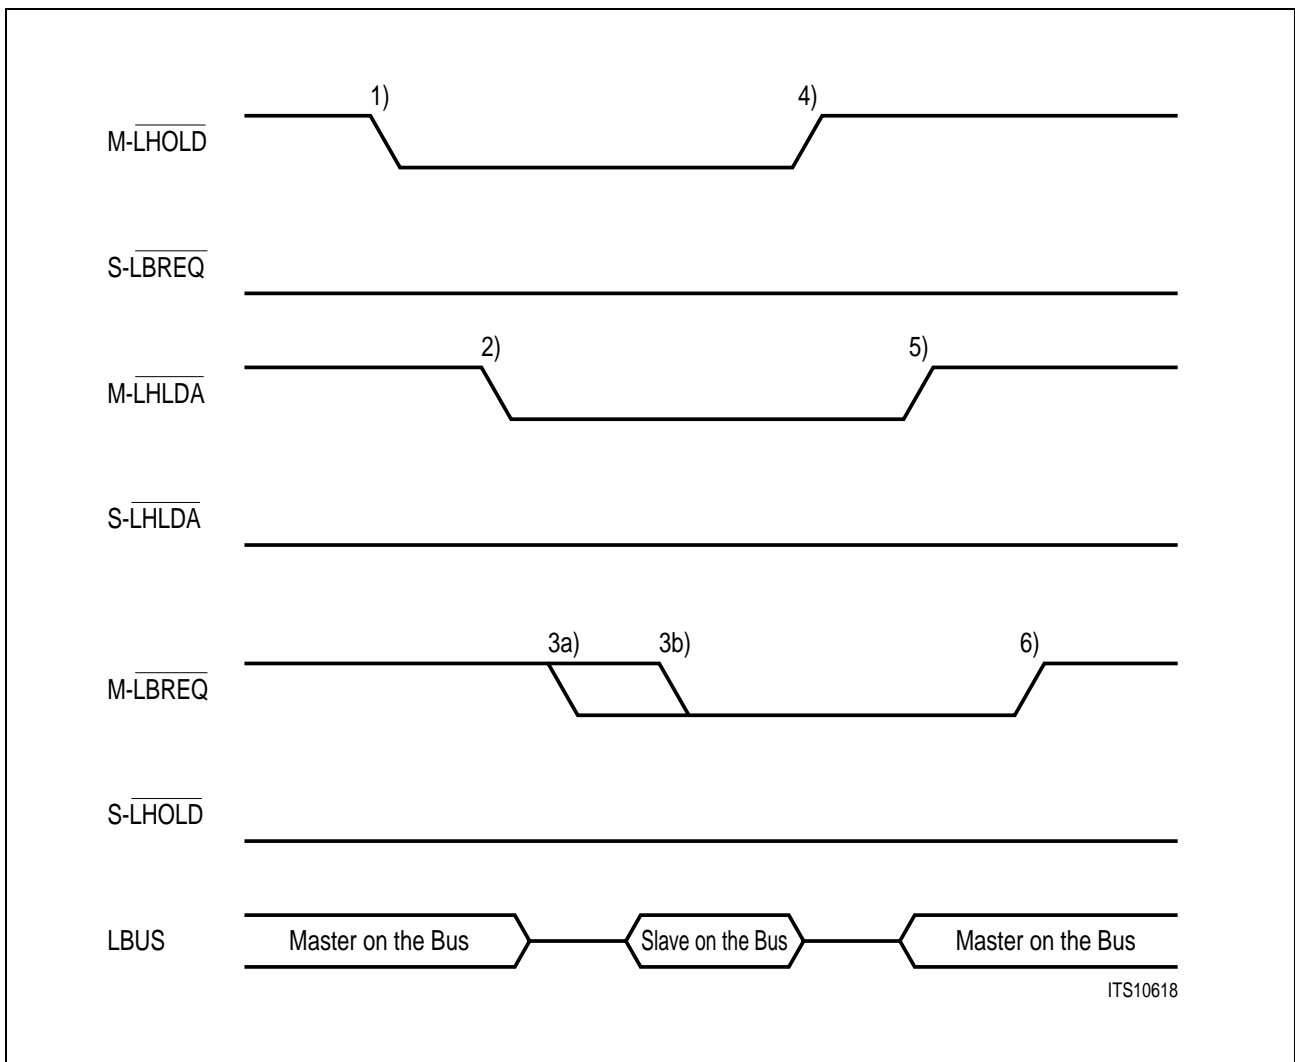 1) 4)
M-LHOLD
S-LBREQ
2) 5)
M-LHLDA
S-LHLDA
3a) 3b) 6)
M-LBREQ
S-LHOLD
LBUS Master on the Bus Slave on the Bus Master on the Bus
ITS10618